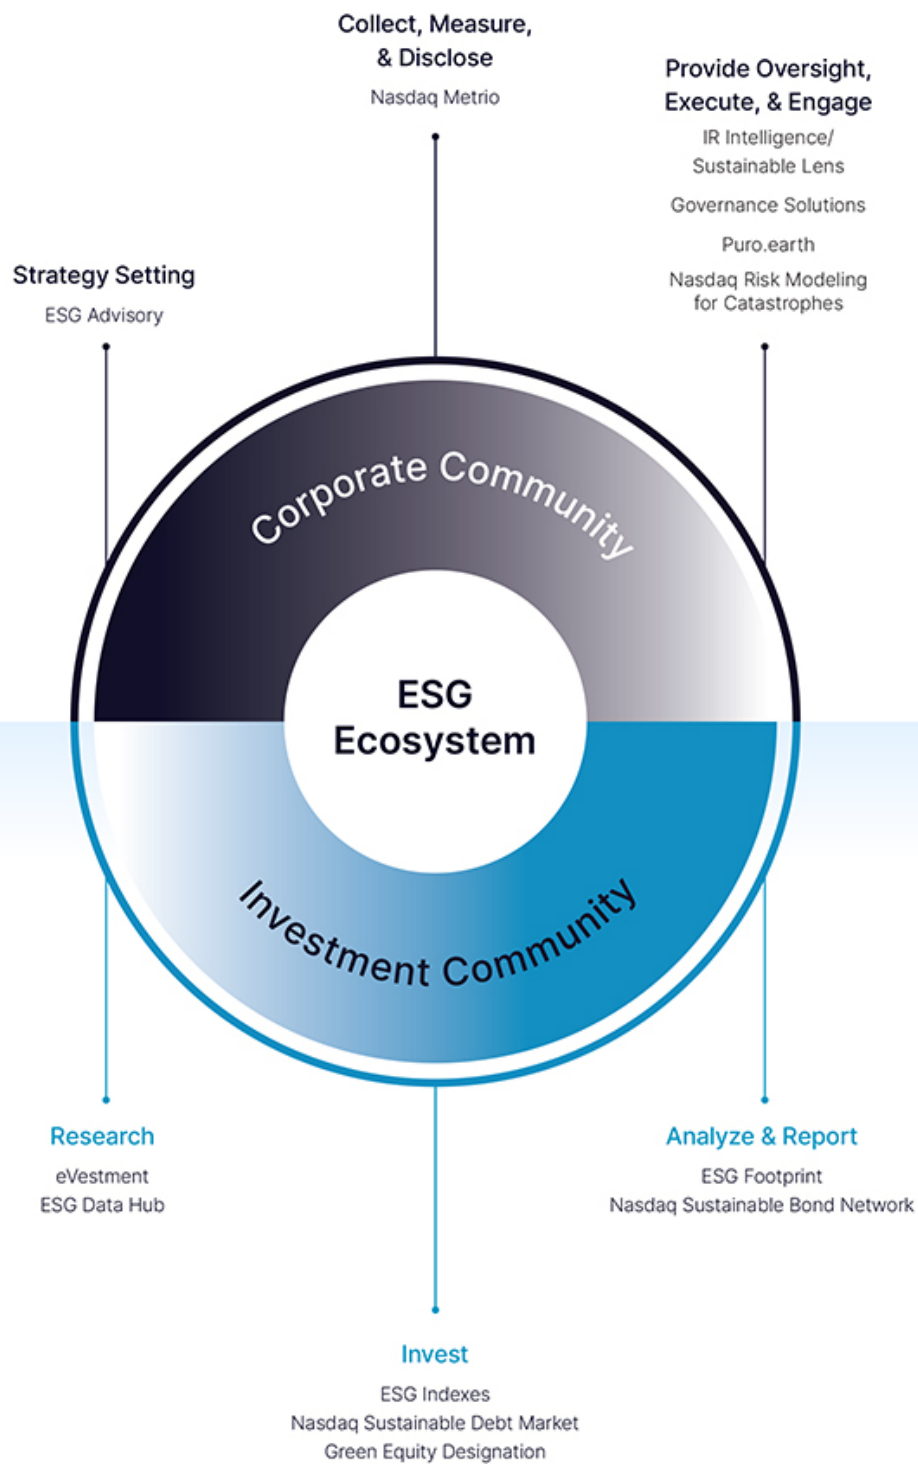 Collect, Measure,
& Disclose
Nasdaq Metrio
Provide Oversight,
Execute, & Engage
IR Intelligence/
Sustainable Lens
Governance Solutions
Puro.earth
Nasdaq Risk Modeling
for Catastrophes
Strategy Setting
ESG Advisory
Corporate Community
ESG
Ecosystem
Investment Community
Research
eVestment
ESG Data Hub
Analyze & Report
ESG Footprint
Nasdaq Sustainable Bond Network
Invest
ESG Indexes
Nasdaq Sustainable Debt Market
Green Equity Designation